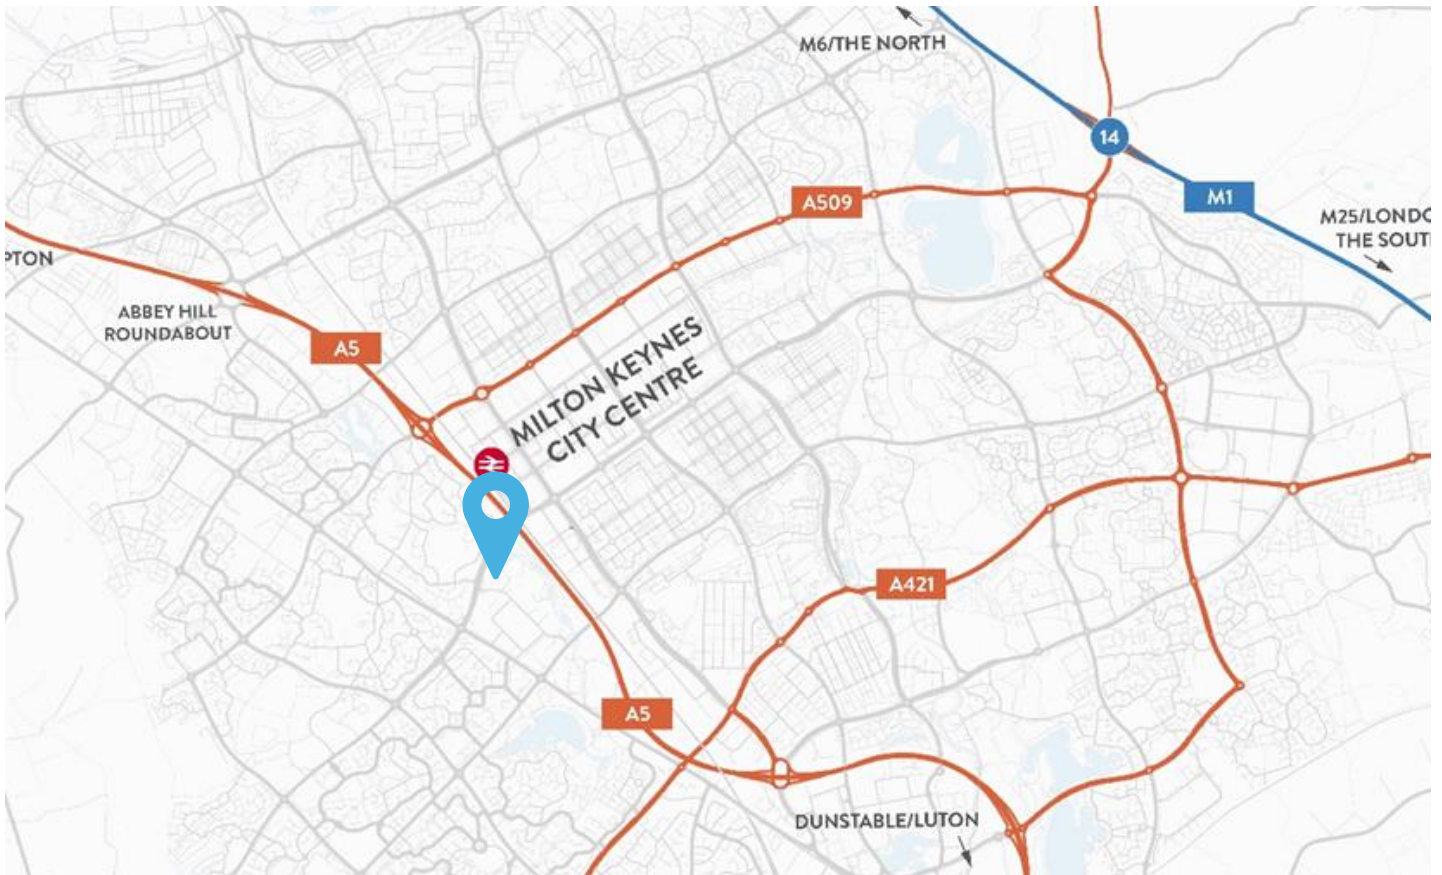 M6/THE NORTH
14
M1
A509
M25/LONDO
THE SOUT
PTON
ABBEY HILL
ROUNDABOUT
A5
MILTON KEYNES
CITY CENTRE
A421
A5
DUNSTABLE/LUTON